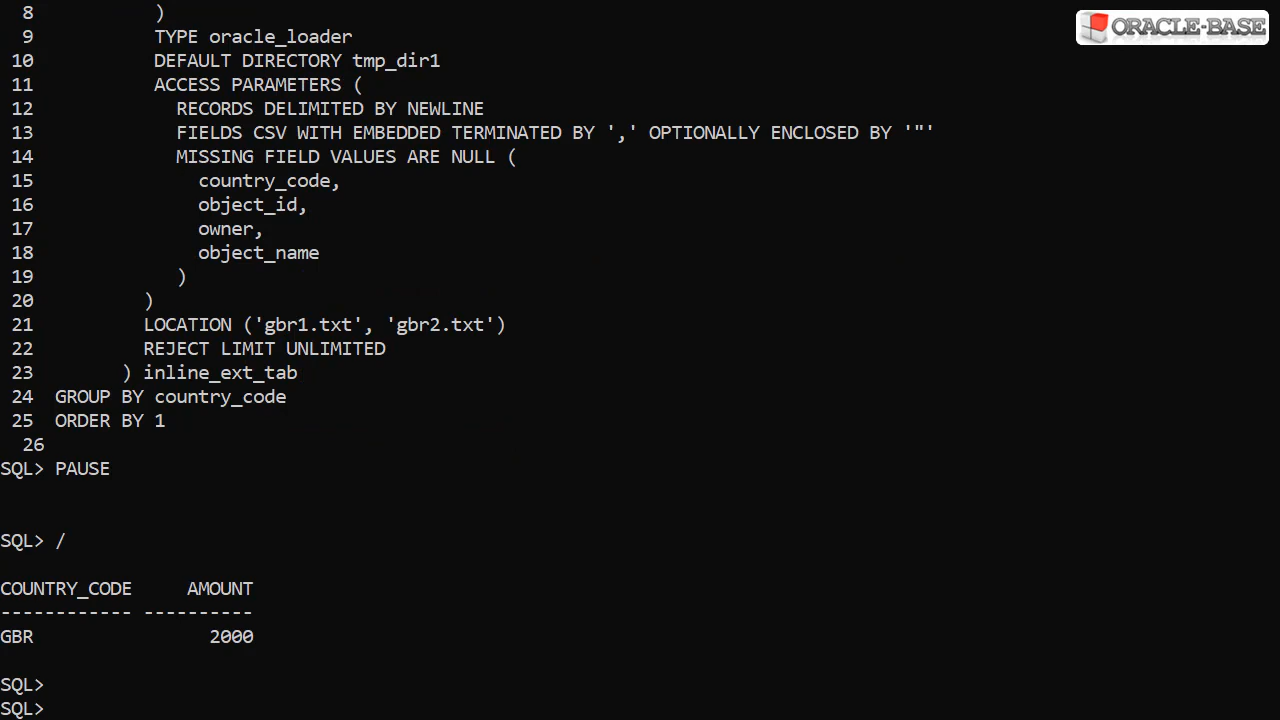 8 )
ORACLE-BASE
9 TYPE oracle_loader
10 DEFAULT DIRECTORY tmp_dir1
11 ACCESS PARAMETERS (
12 RECORDS DELIMITED BY NEWLINE
13 FIELDS CSV WITH EMBEDDED TERMINATED BY ',' OPTIONALLY ENCLOSED BY '"'
14 MISSING FIELD VALUES ARE NULL (
15 country_code,
16 object_id,
17 owner,
18 object_name
19 )
20 )
21 LOCATION ('gbr1.txt', 'gbr2.txt')
22 REJECT LIMIT UNLIMITED
23 ) inline_ext_tab
24 GROUP BY country_code
25 ORDER BY 1
26
SQL> PAUSE
SQL> /
COUNTRY_CODE AMOUNT
------------ ----------
GBR 2000
SQL>
SQL>